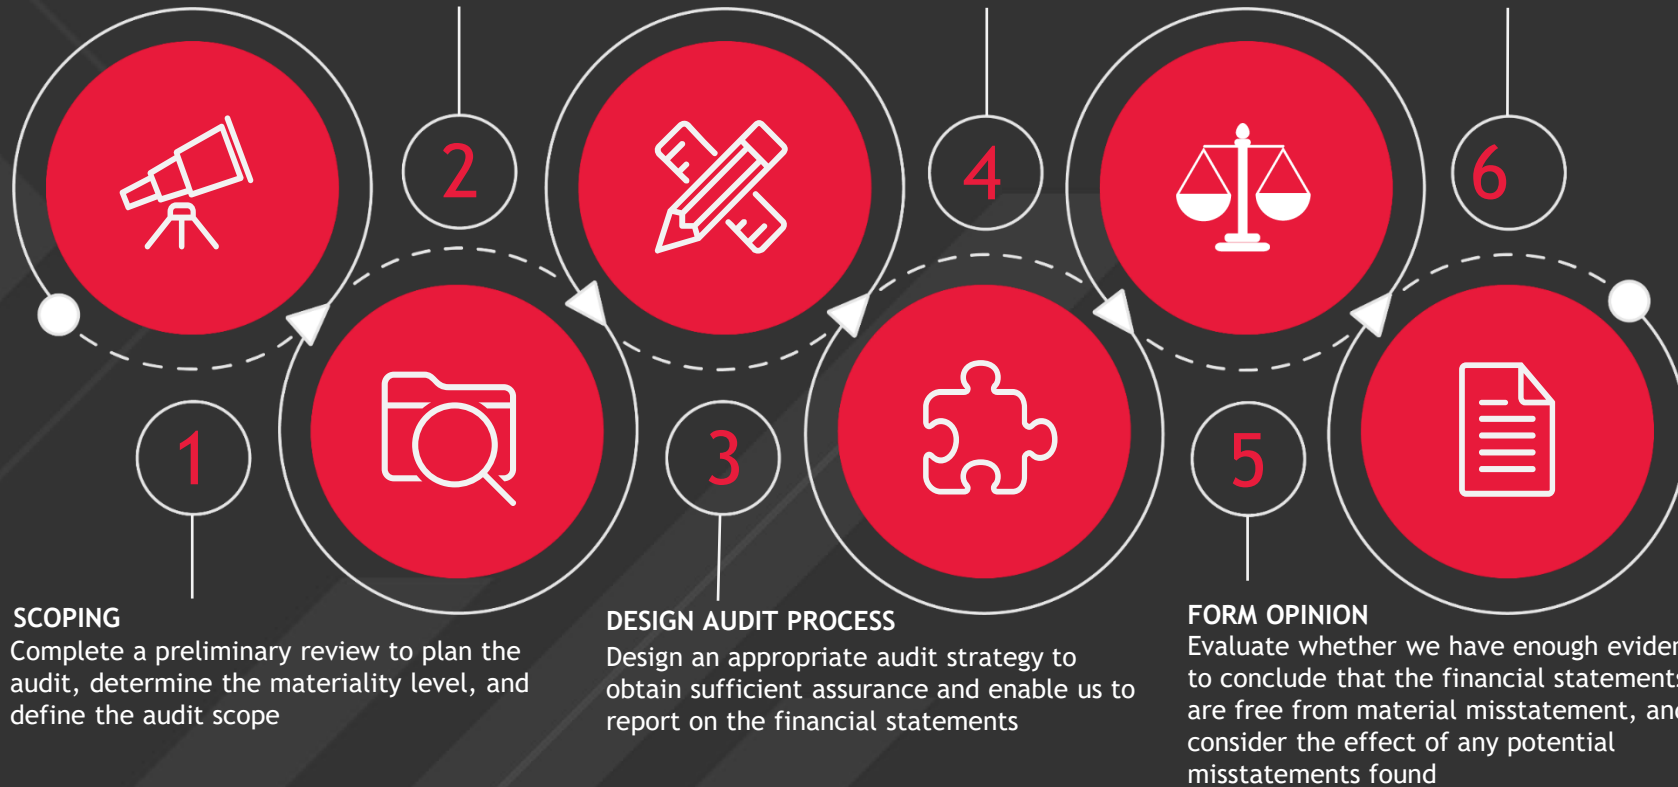 2
4
6
1
3
5
SCOPING
Complete a preliminary review to plan the
audit, determine the materiality level, and
define the audit scope
DESIGN AUDIT PROCESS
Design an appropriate audit strategy to
obtain sufficient assurance and enable us to
report on the financial statements
FORM OPINION
Evaluate whether we have enough
to conclude that the financial
are free from material misstatement,
consider the effect of any potential
misstatements found